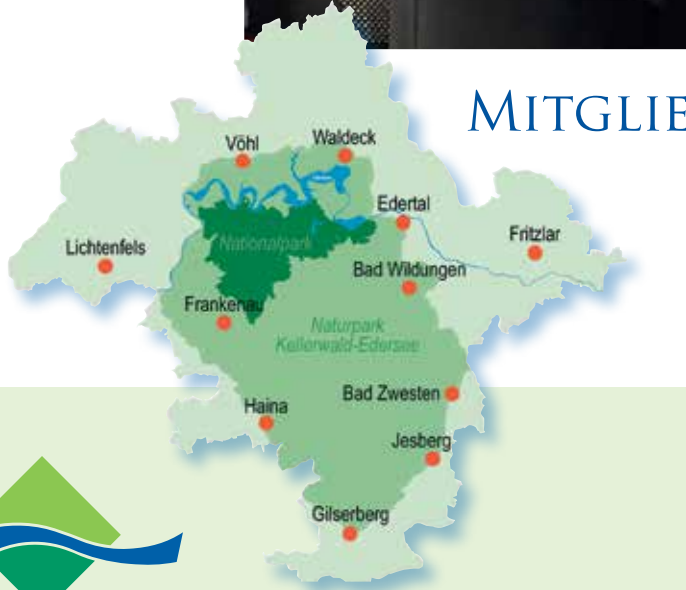 MITGLIE
Vöhl
Waldeck
Edertal
Fritzlar
Lichtenfels
Nationalpark
Bad Wildungen
Frankenau
Naturpark
Kellerwald-Edersee
Bad Zwesten
Haina
Jesberg
Gilserberg